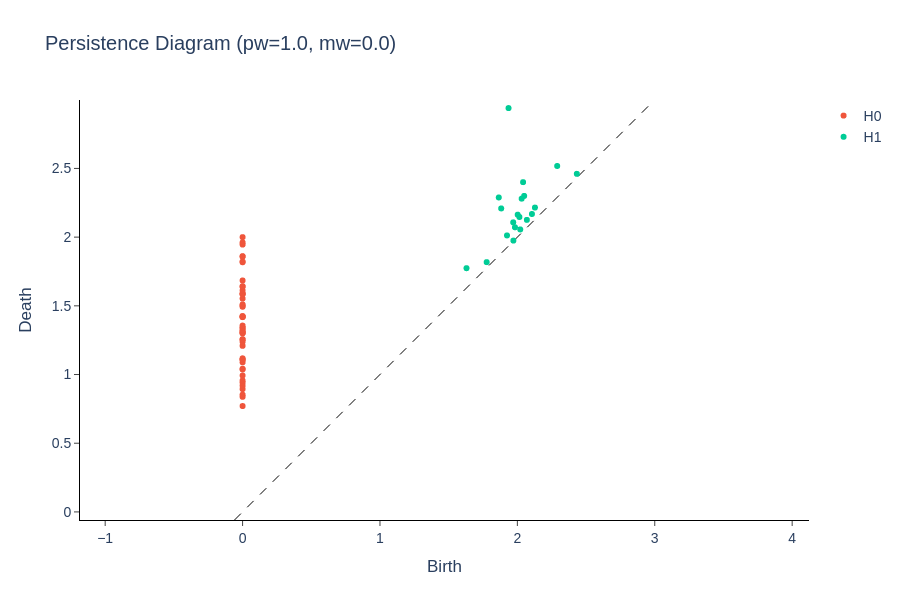 Persistence Diagram (pw=1.0, mw=0.0)
H0
H1
2.5
2
1.5
1
0.5
0
Death
−1
0
1
2
3
4
Birth